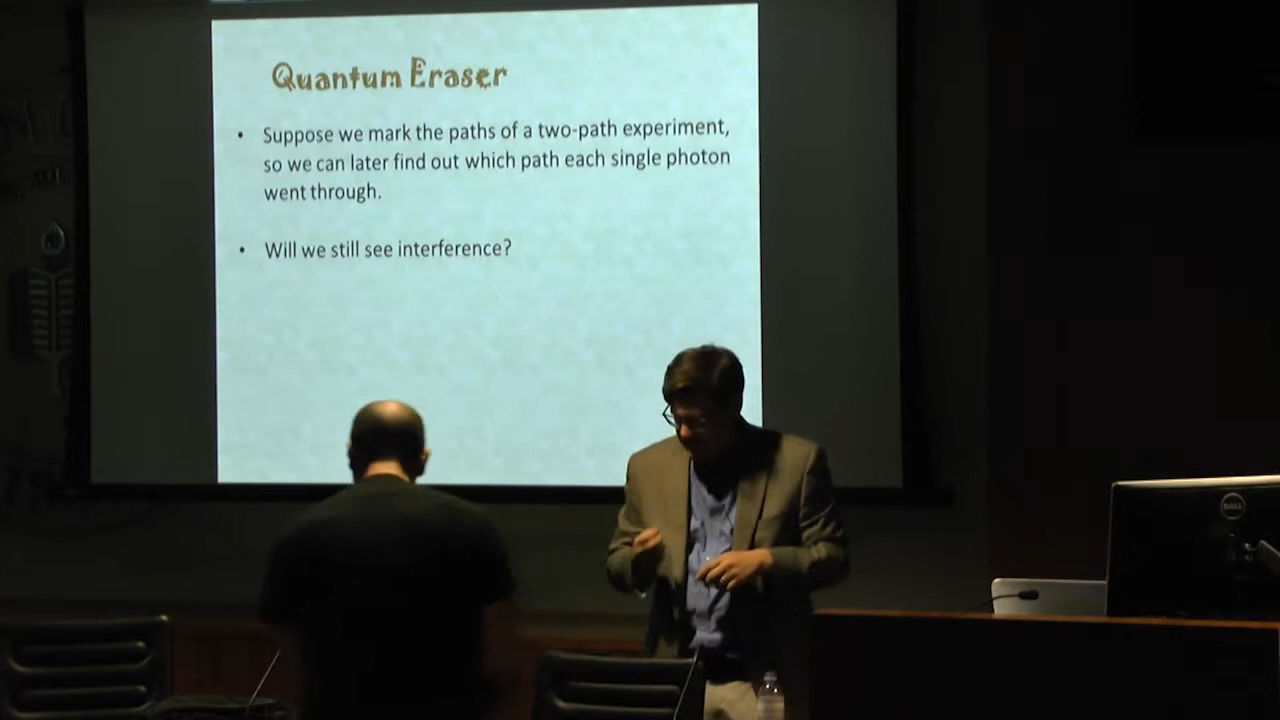 Quantum Eraser
• Suppose we mark the paths of a two-path experiment,
so we can later find out which path each single photon
went through.
• Will we still see interference?
DELL